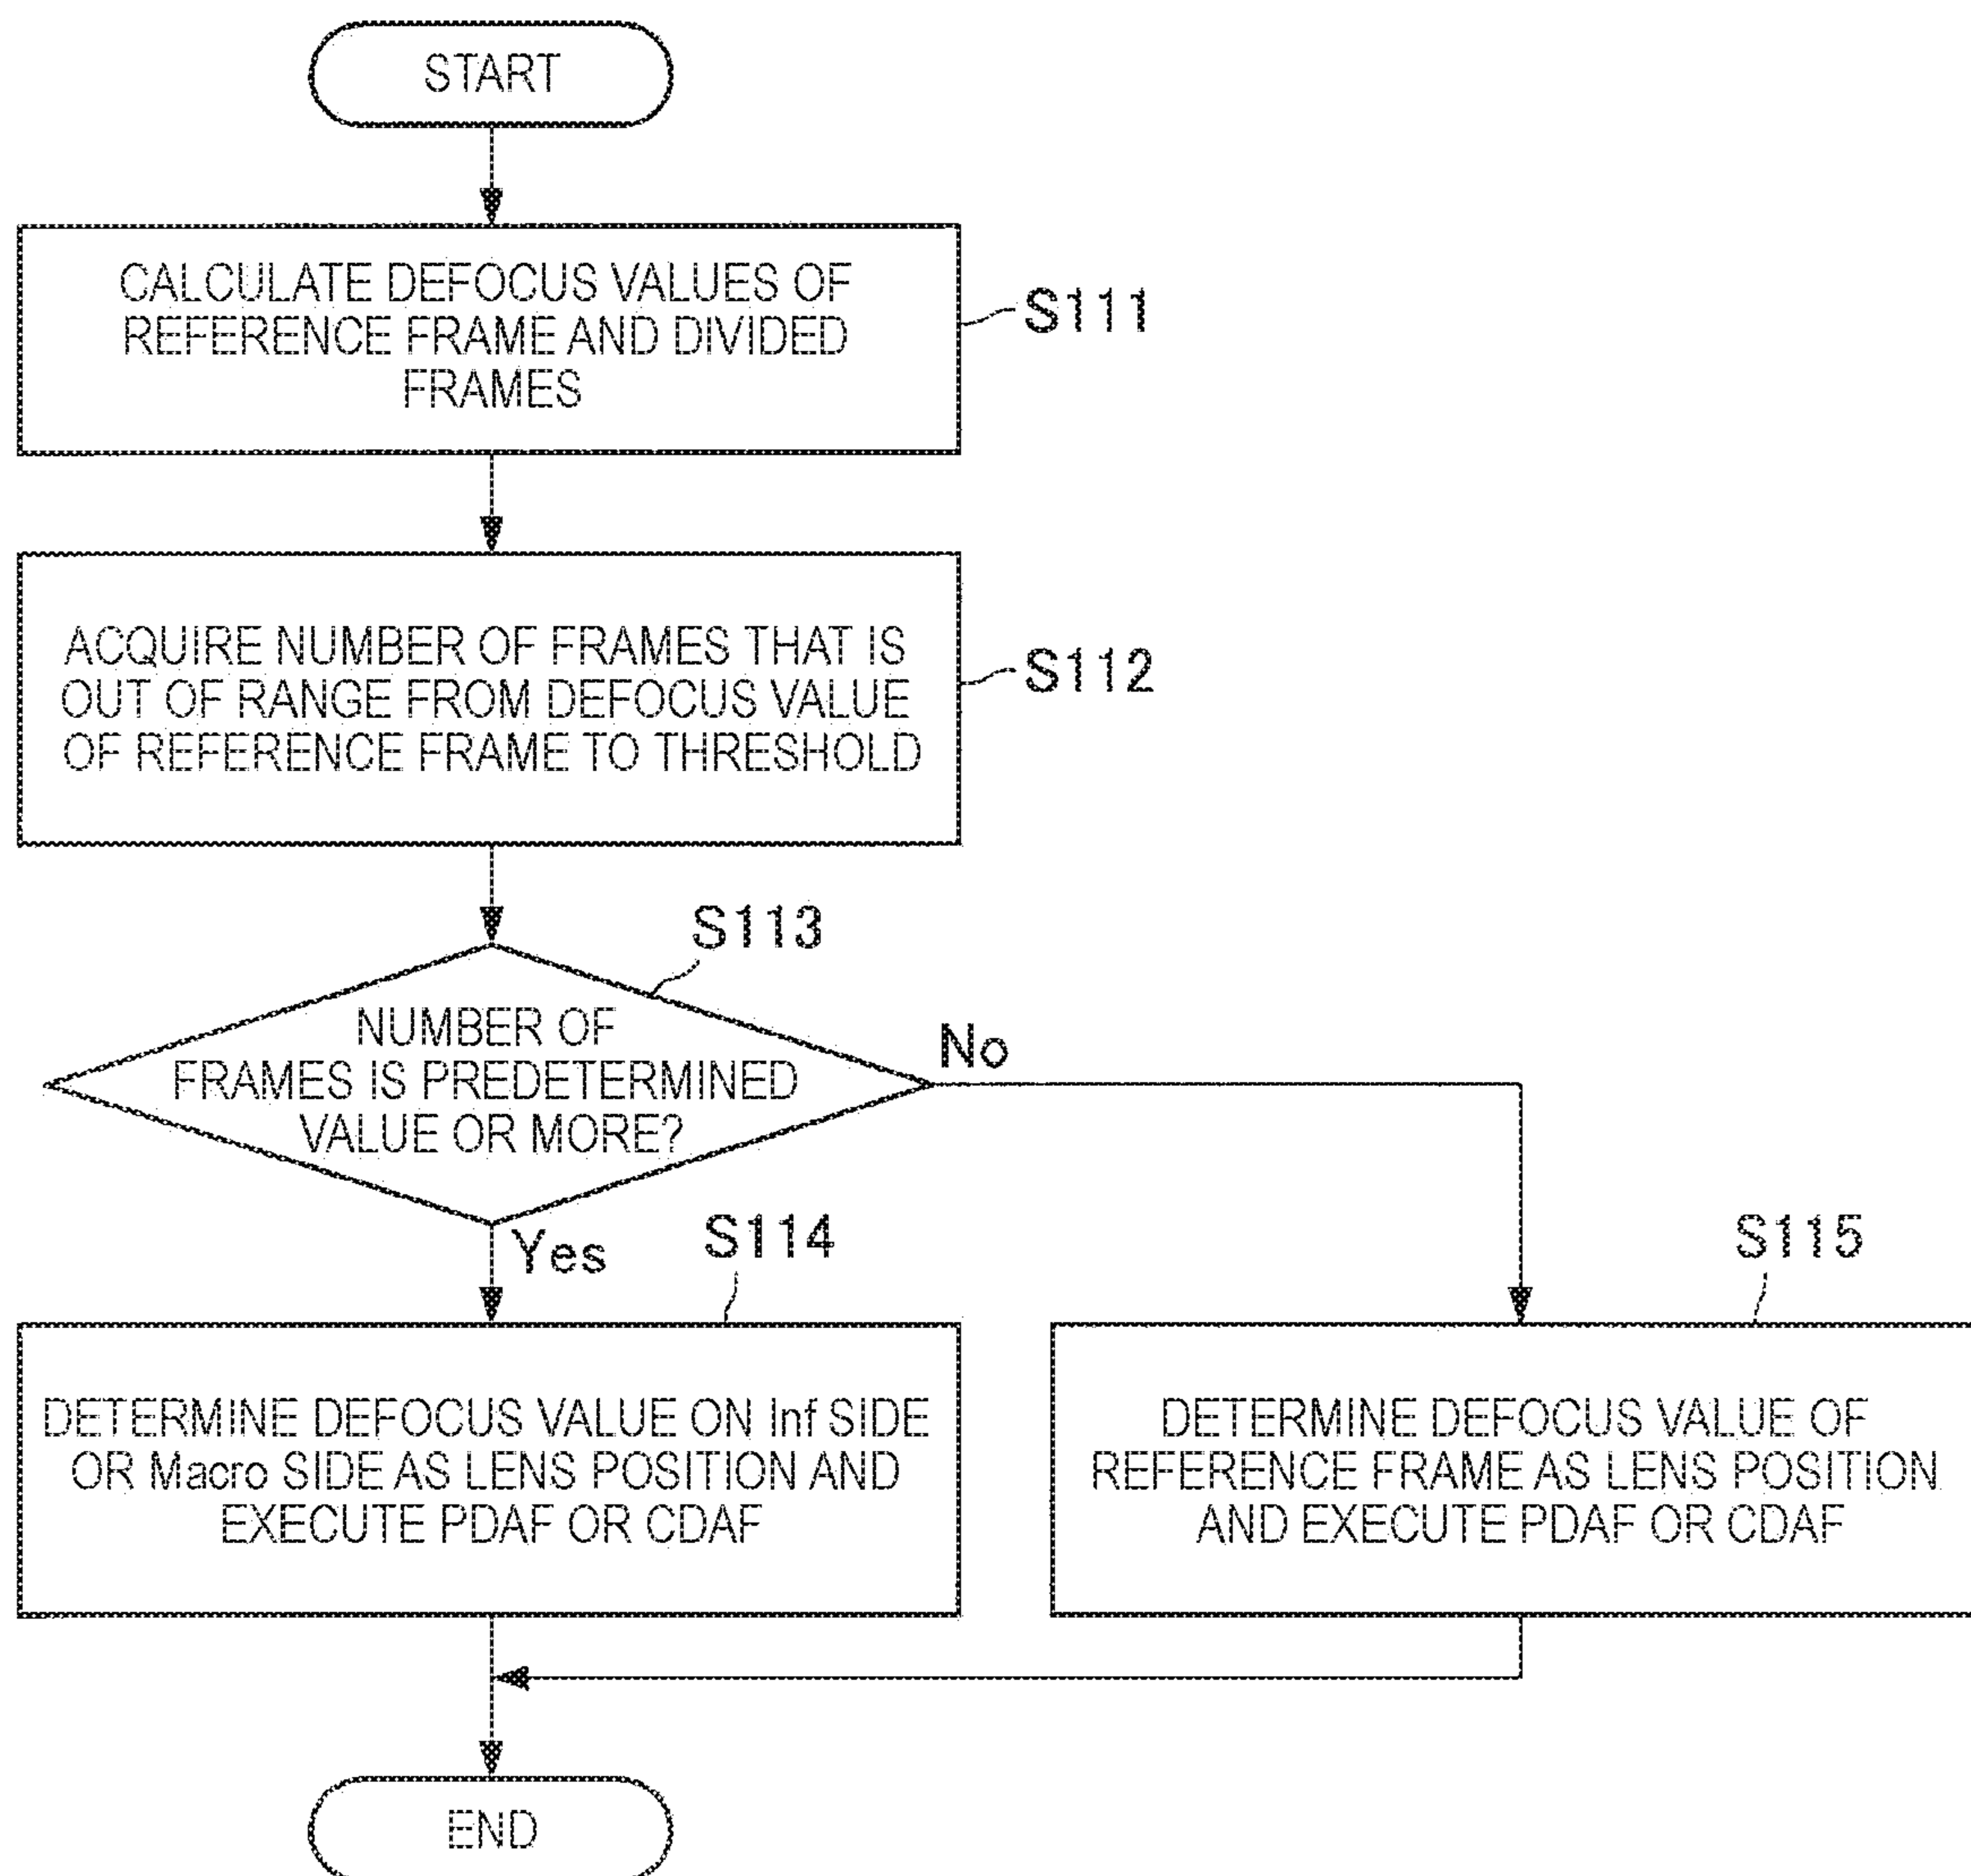 START
CALCULATE DEFOCUS VALUES OF
REFERENCE FRAME AND DIVIDED
FRAMES
S111
ACQUIRE NUMBER OF FRAMES THAT IS
OUT OF RANGE FROM DEFOCUS VALUE
OF REFERENCE FRAME TO THRESHOLD
S112
S113
NUMBER OF
FRAMES IS PREDETERMINED
VALUE OR MORE?
No
Yes
S114
DETERMINE DEFOCUS VALUE ON Inf SIDE
OR Macro SIDE AS LENS POSITION AND
EXECUTE PDAF OR CDAF
S115
DETERMINE DEFOCUS VALUE OF
REFERENCE FRAME AS LENS POSITION
AND EXECUTE PDAF OR CDAF
END